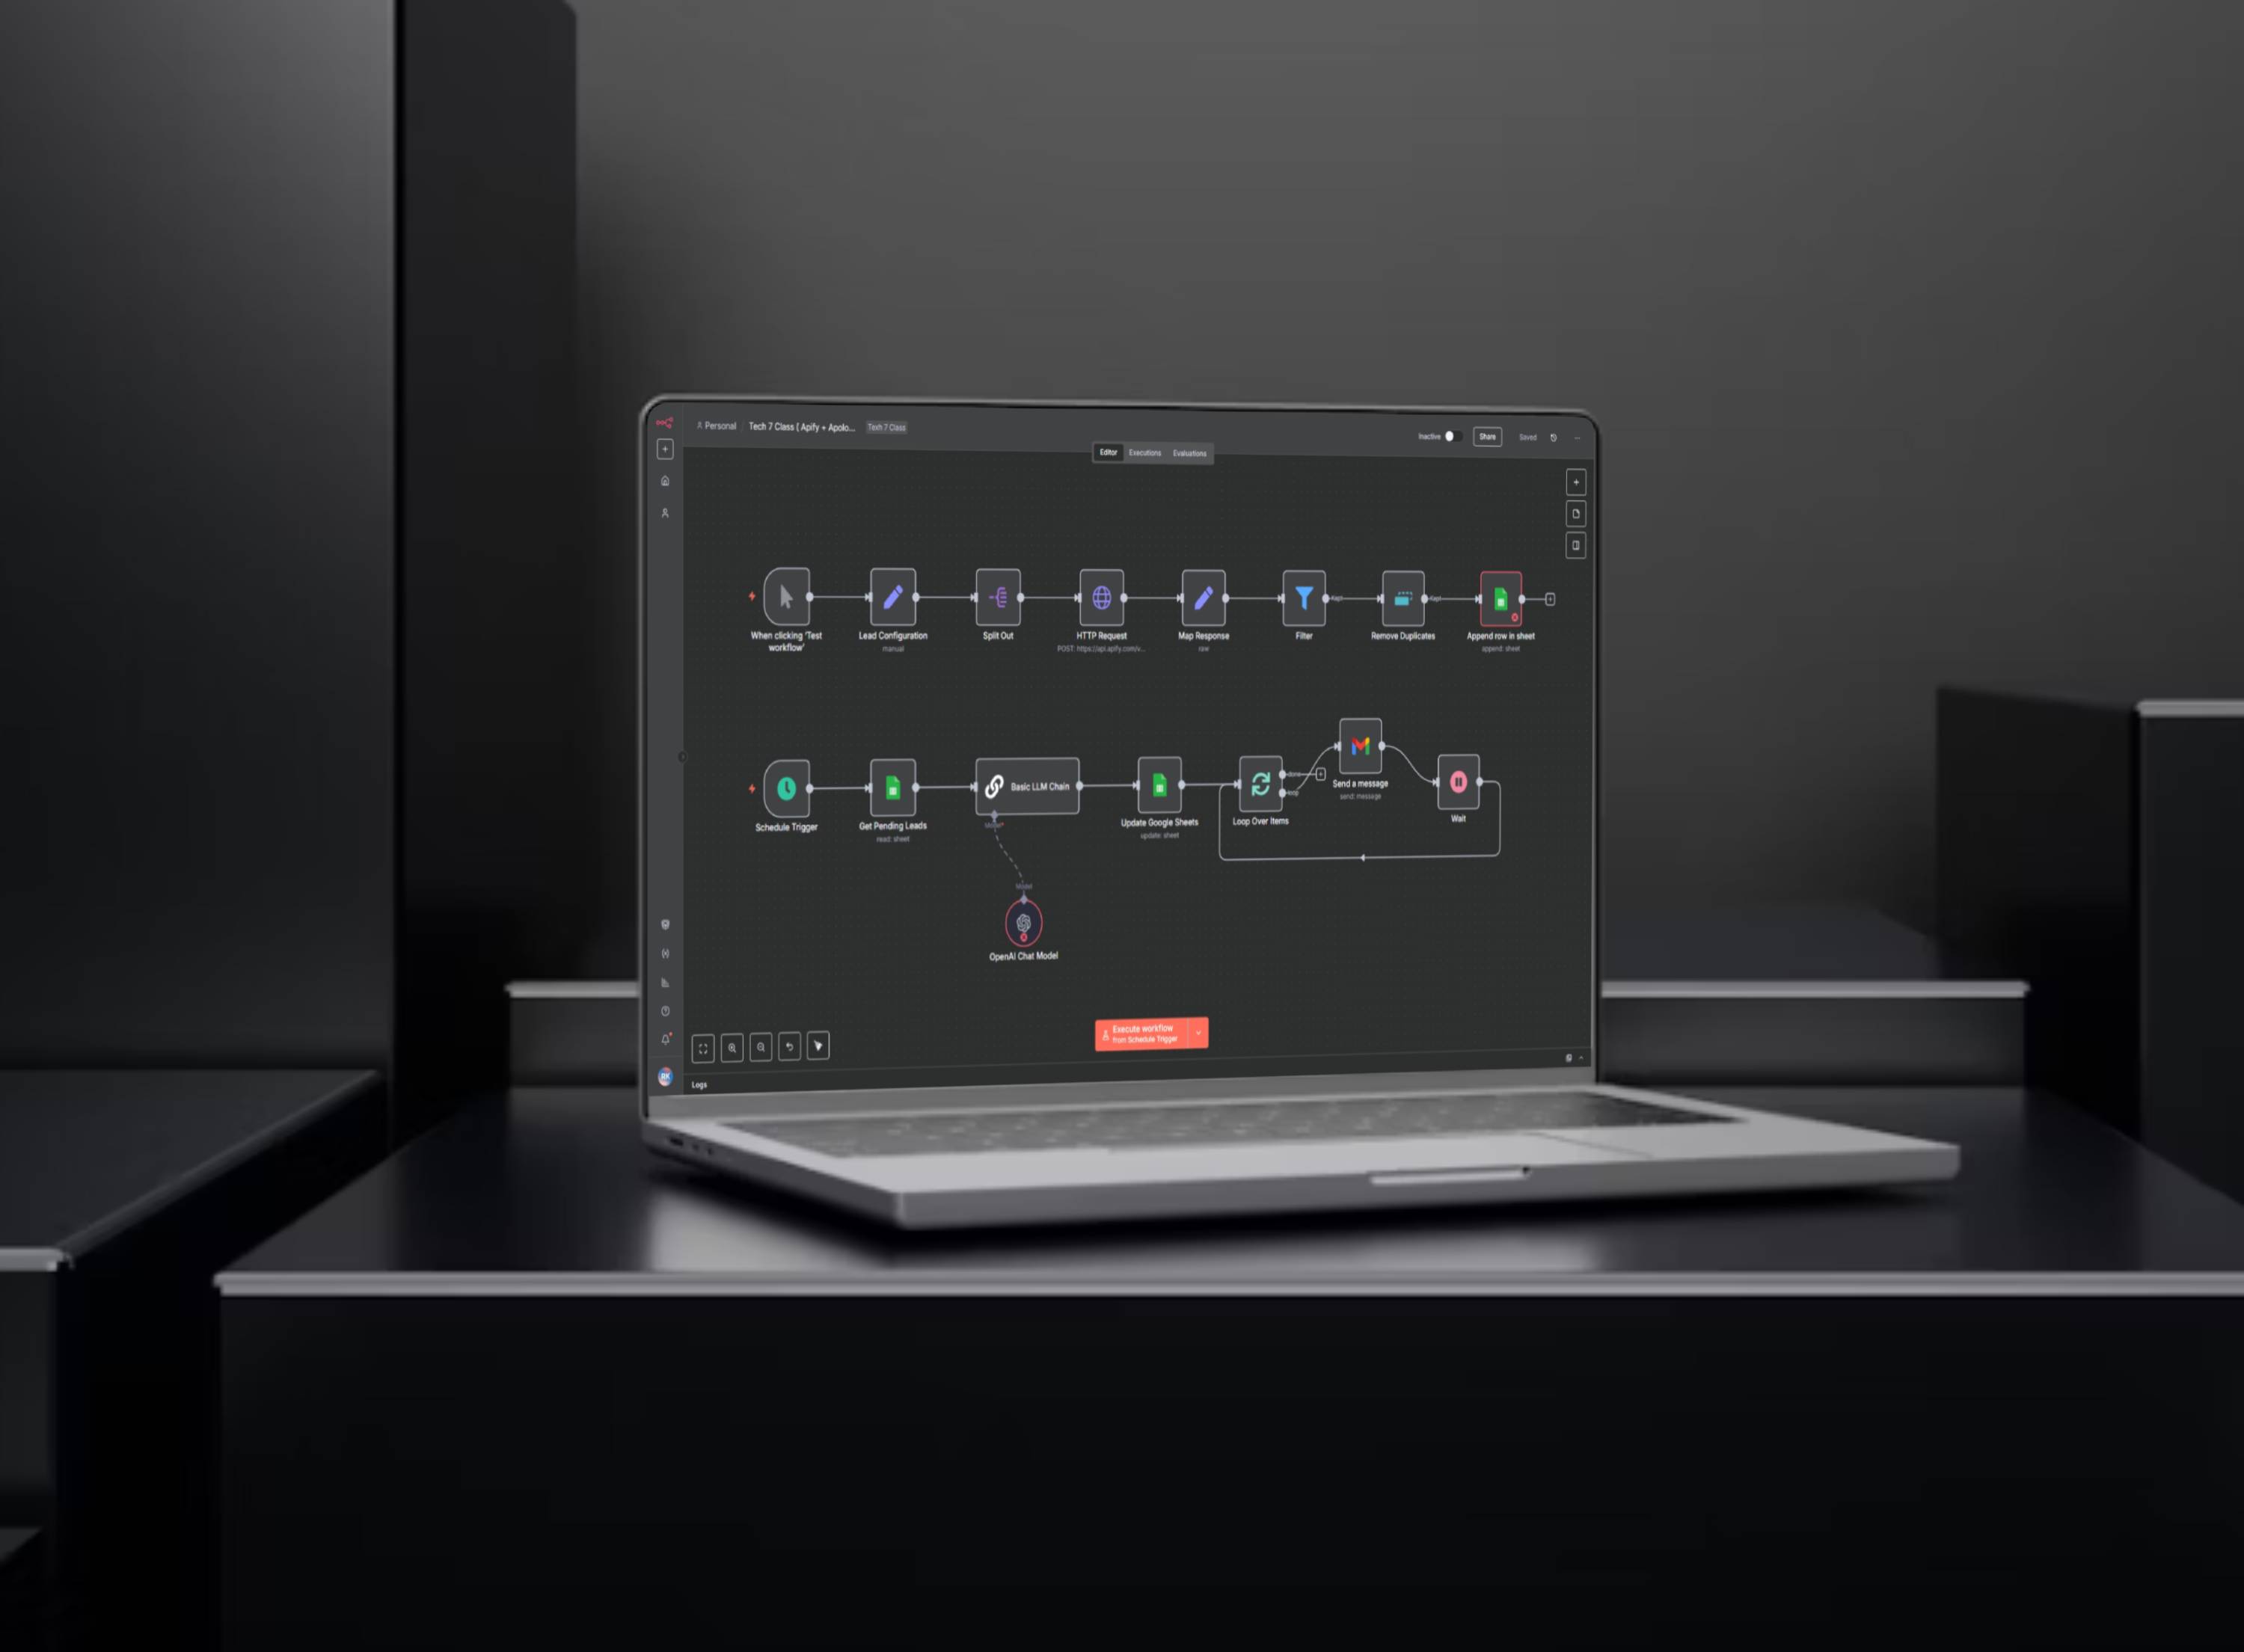 Personal
Tech 7 Class ( Apify + Apolo...
Texh 7 Class
Inactive
Share
Saved
Editor
Executions
Evaluations
When clicking 'Test
workflow'
Lead Configuration
manual
Split Out
HTTP Request
POST: https://api.apify.com/v...
Map Response
raw
Filter
Kept
Remove Duplicates
Kept
Append row in sheet
append: sheet
Schedule Trigger
Get Pending Leads
read: sheet
Basic LLM Chain
Model*
Update Google Sheets
update: sheet
Loop Over Items
done
loop
Send a message
send: message
Wait
Model
OpenAI Chat Model
Execute workflow
from Schedule Trigger
RK
Logs